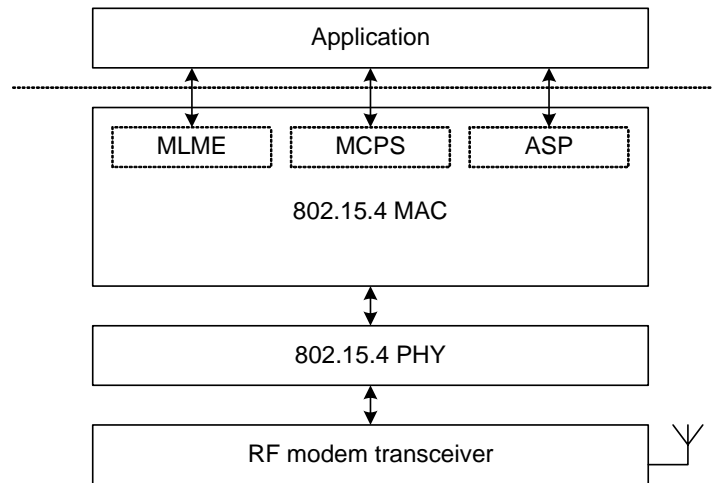 Application
MLME MCPS ASP
802.15.4 MAC
802.15.4 PHY
RF modem transceiver